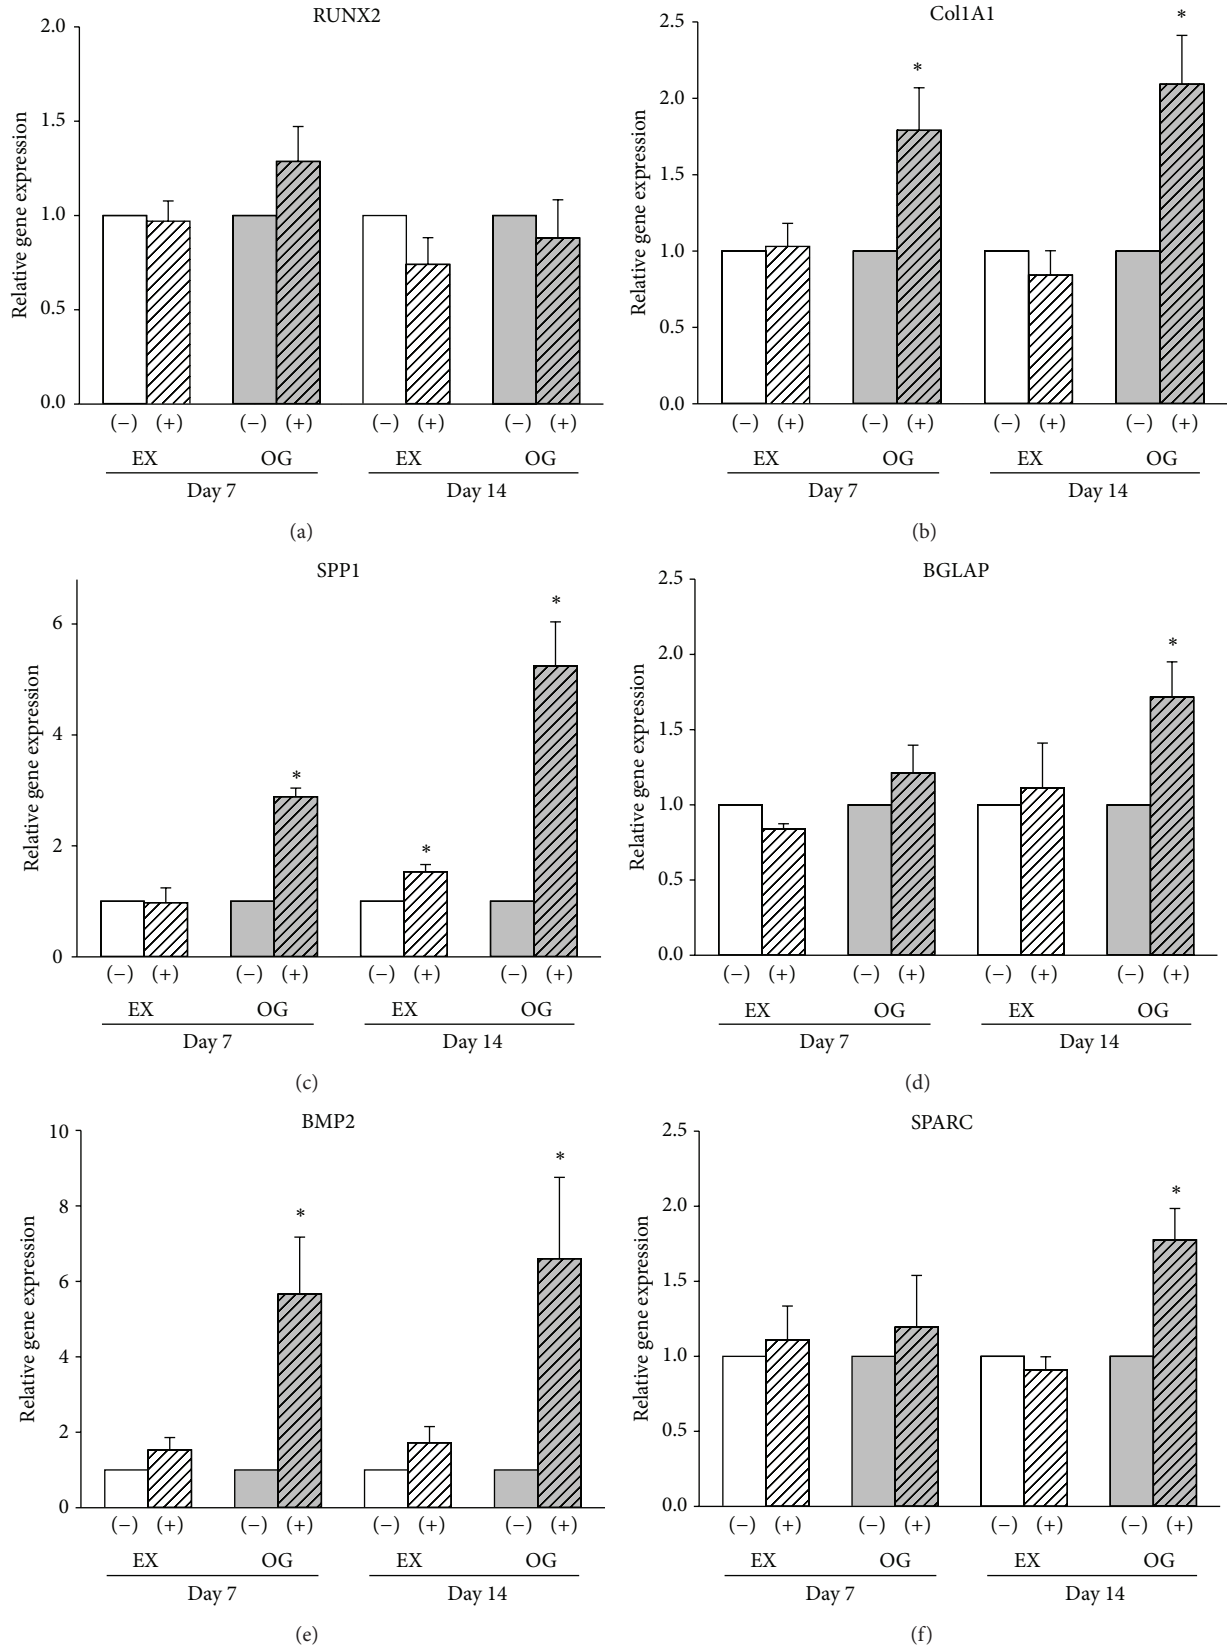 RUNX2
2.0
1.5
1.0
0.5
0.0
Relative gene expression
(−) (+) (−) (+) (−) (+) (−) (+)
EX OG EX OG
Day 7 Day 14
(a)
Col1A1
2.5
2.0
1.5
1.0
0.5
0.0
Relative gene expression
* *
(−) (+) (−) (+) (−) (+) (−) (+)
EX OG EX OG
Day 7 Day 14
(b)
SPP1
6
4
2
0
Relative gene expression
* * *
(−) (+) (−) (+) (−) (+) (−) (+)
EX OG EX OG
Day 7 Day 14
(c)
BGLAP
2.5
2.0
1.5
1.0
0.5
0.0
Relative gene expression
*
(−) (+) (−) (+) (−) (+) (−) (+)
EX OG EX OG
Day 7 Day 14
(d)
BMP2
10
8
6
4
2
0
Relative gene expression
* *
(−) (+) (−) (+) (−) (+) (−) (+)
EX OG EX OG
Day 7 Day 14
(e)
SPARC
2.5
2.0
1.5
1.0
0.5
0.0
Relative gene expression
*
(−) (+) (−) (+) (−) (+) (−) (+)
EX OG EX OG
Day 7 Day 14
(f)